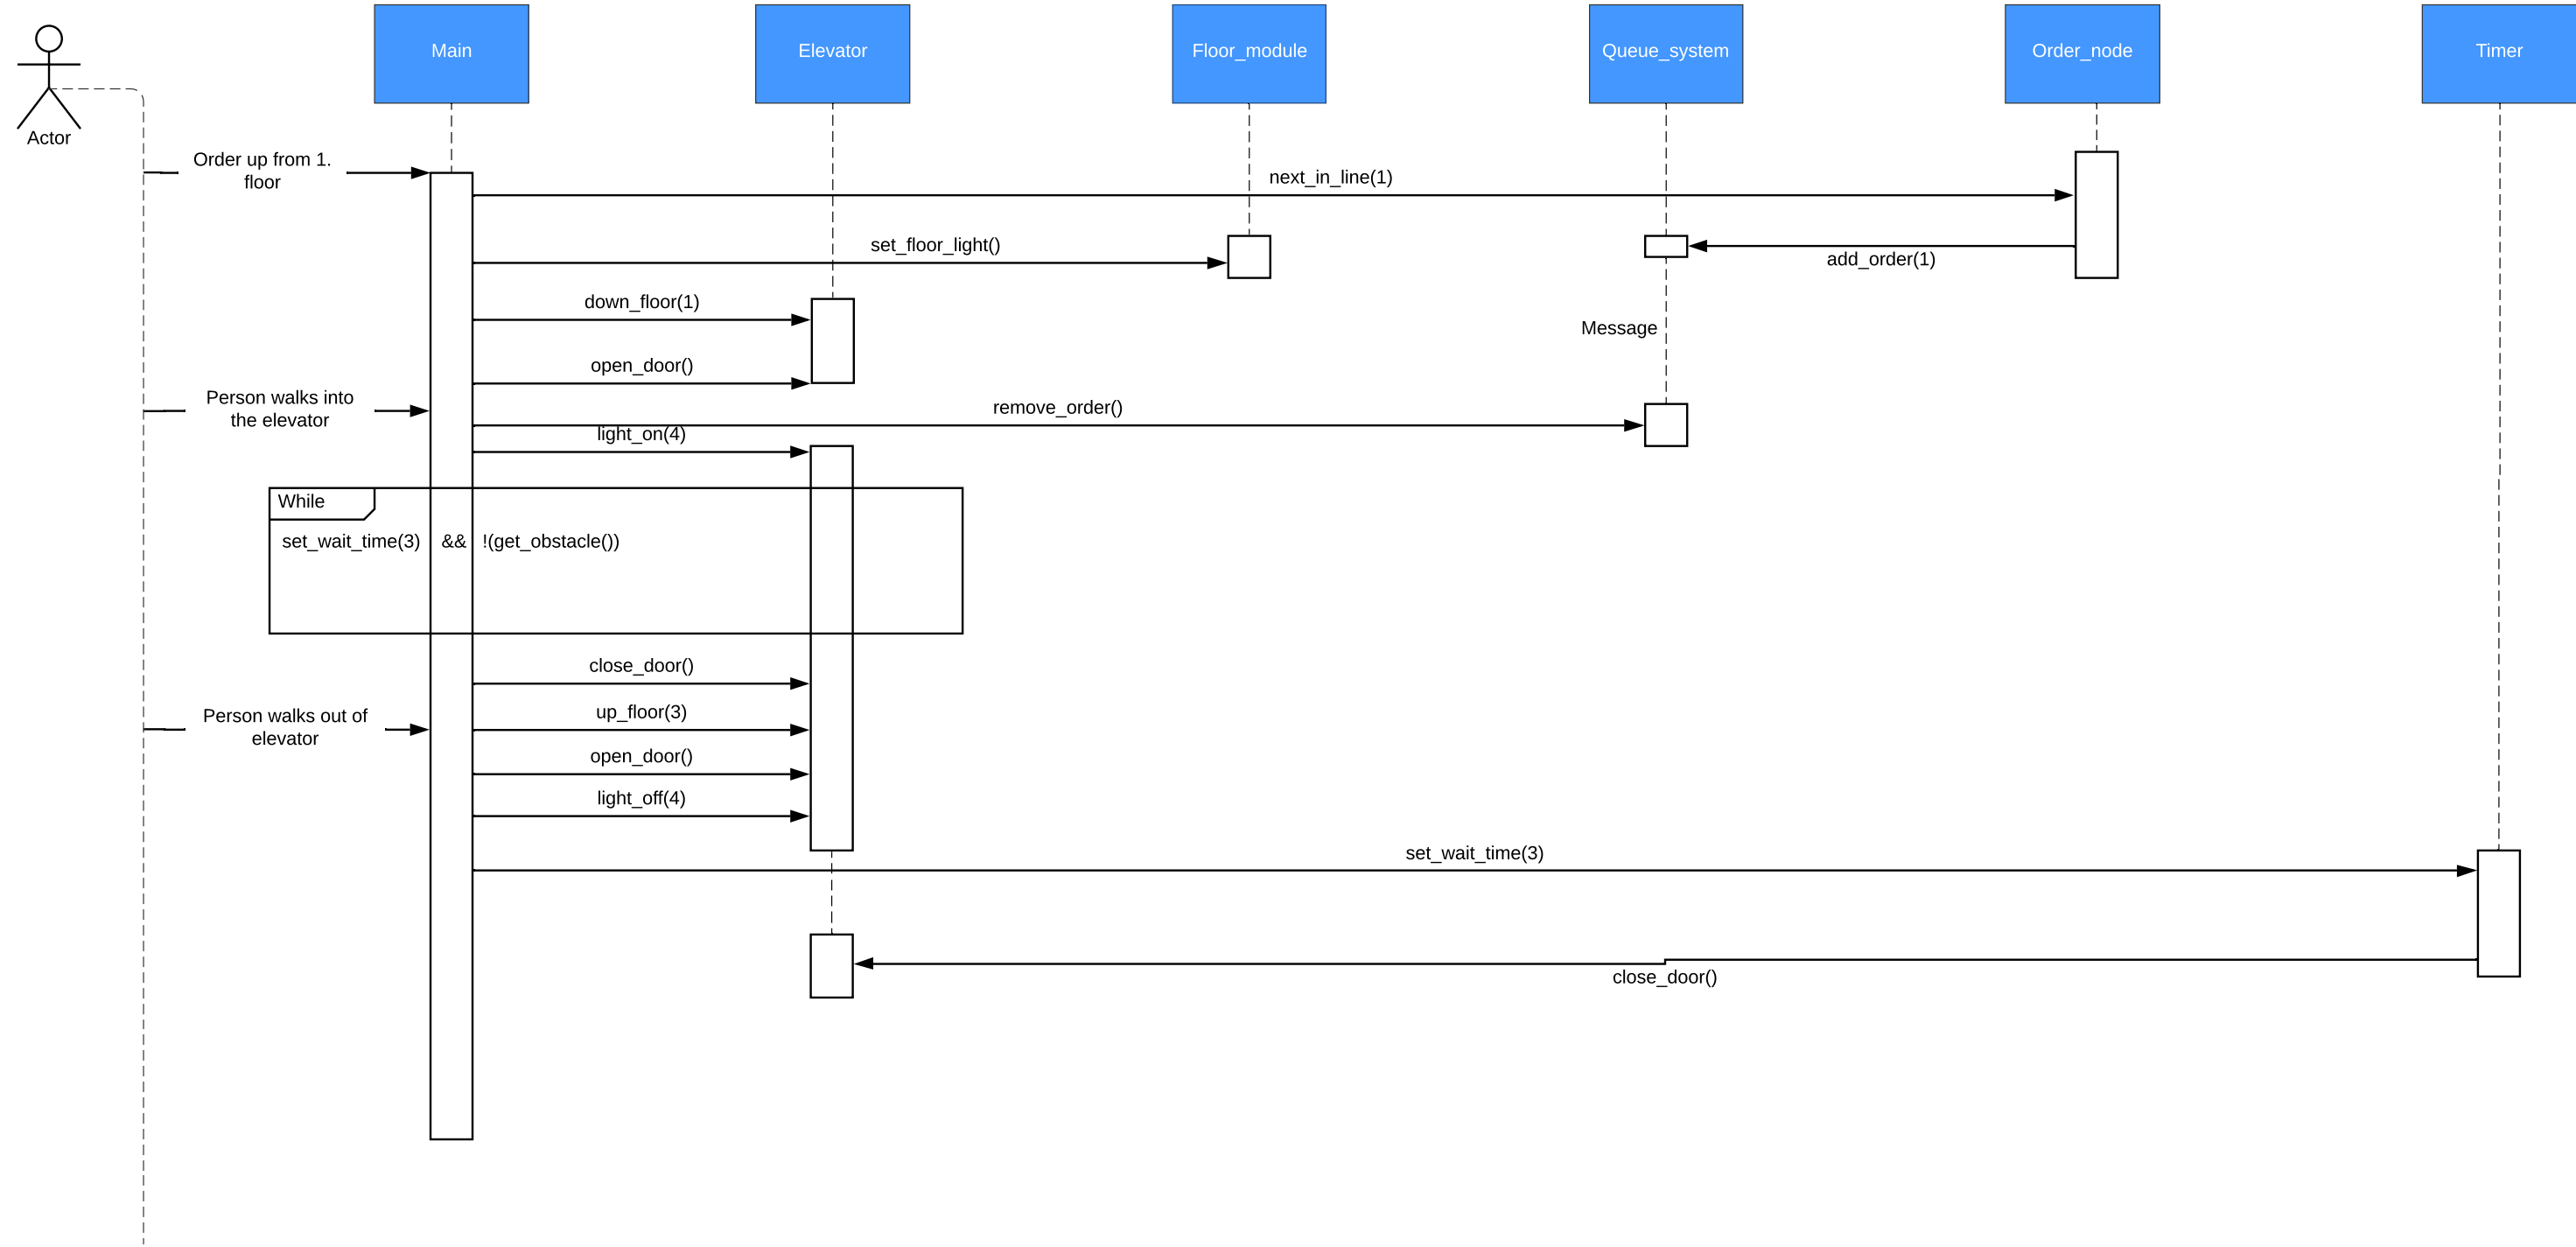 Main
Elevator
Floor_module
Queue_system
Order_node
Timer
Actor
Order up from 1.
floor
next_in_line(1)
set_floor_light()
add_order(1)
down_floor(1)
Message
open_door()
Person walks into
the elevator
remove_order()
light_on(4)
While
set_wait_time(3) && !(get_obstacle())
close_door()
Person walks out of
elevator
up_floor(3)
open_door()
light_off(4)
set_wait_time(3)
close_door()